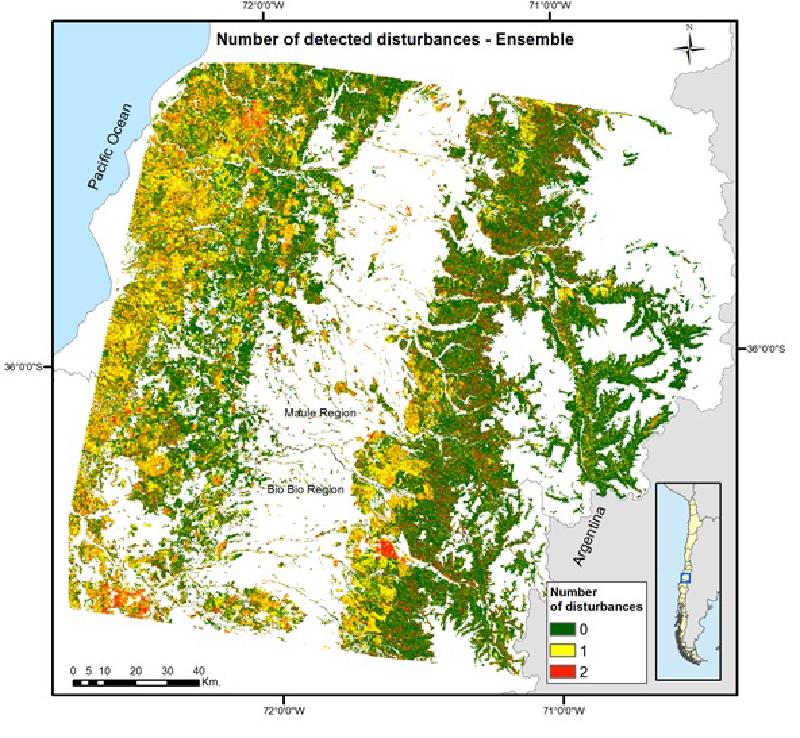 72°0'0"W
71°0'0"W
Number of detected disturbances - Ensemble
N
Pacific Ocean
36°0'0"S
36°0'0"S
Maule Region
Bio Bio Region
Argentina
Number
of disturbances
0
1
2
0 5 10 20 30 40
Km.
72°0'0"W
71°0'0"W